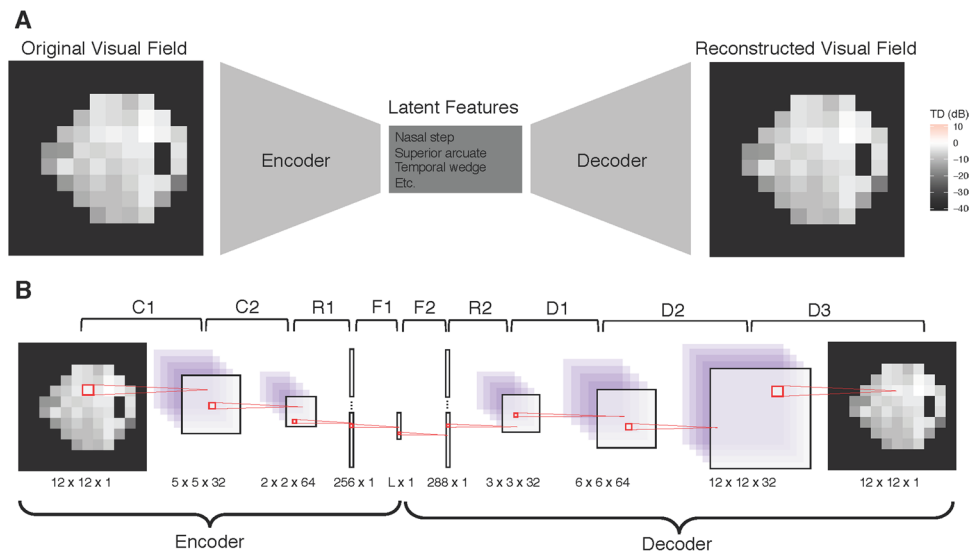 A
Original Visual Field
Reconstructed Visual Field
Latent Features
Encoder
Nasal step
Superior arcuate
Temporal wedge
Etc.
Decoder
TD (dB)
10
0
−10
−20
−30
−40
B
C1 C2 R1 F1 F2 R2 D1 D2 D3
12 x 12 x 1 5 x 5 x 32 2 x 2 x 64 256 x 1 L x 1 288 x 1 3 x 3 x 32 6 x 6 x 64 12 x 12 x 32 12 x 12 x 1
Encoder Decoder